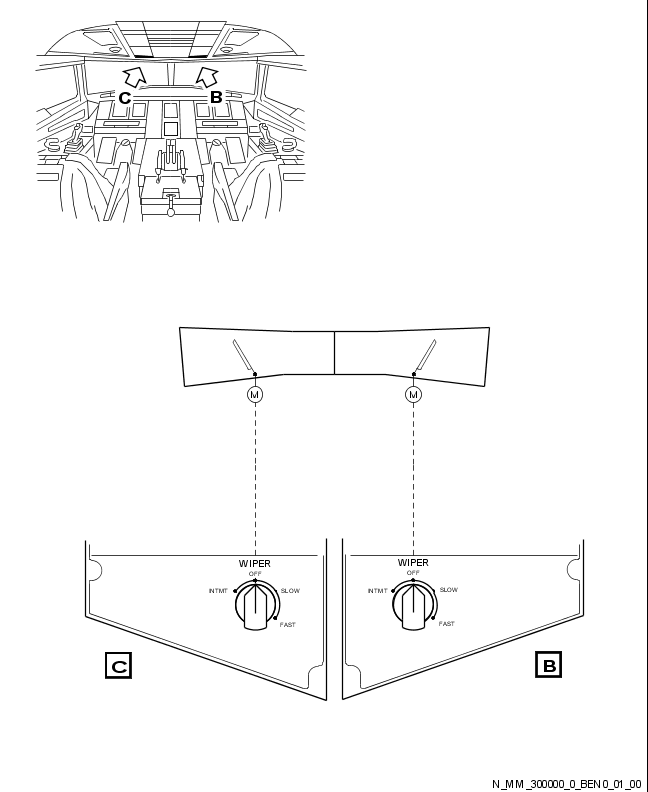 C
B
M
M
WIPER
OFF
INTMT
SLOW
FAST
C
WIPER
OFF
INTMT
SLOW
FAST
B
N_MM_300000_0_BEN0_01_00